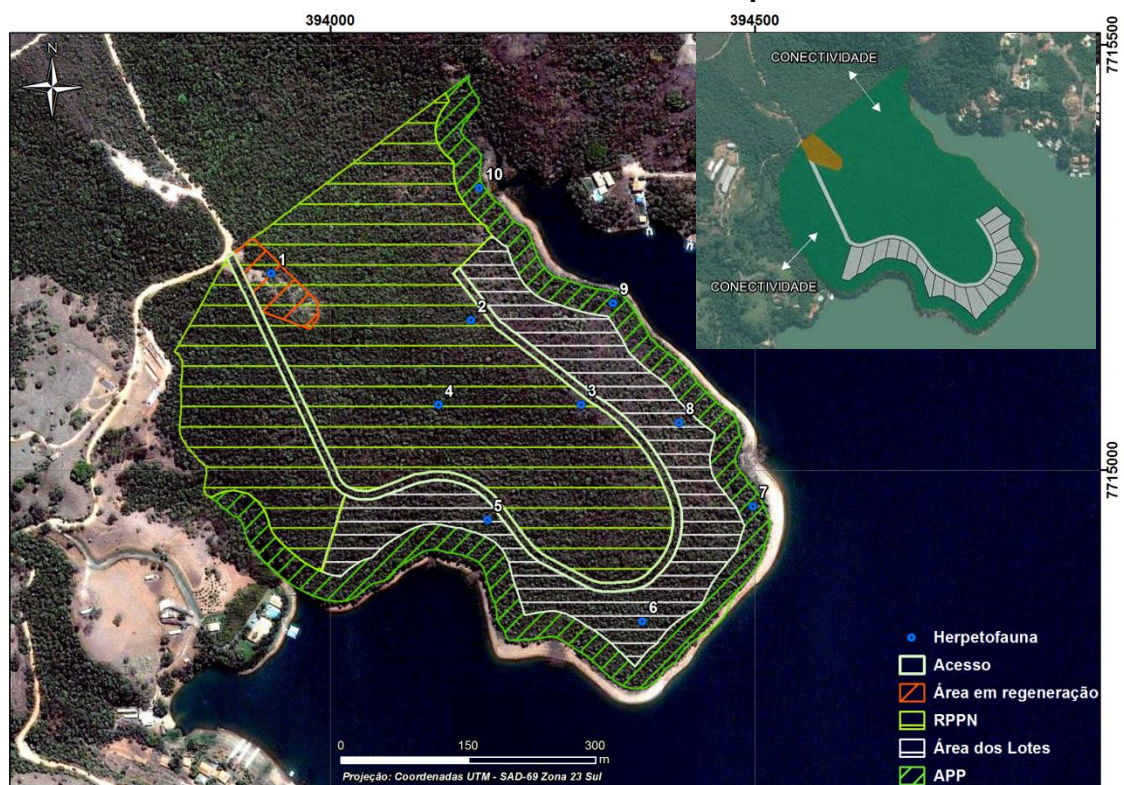 394000
394500
7715500
7715000
N
CONECTIVIDADE
CONECTIVIDADE
10
1
9
2
4
3
8
7
5
6
Herpetofauna
Acesso
Área em regeneração
RPPN
Área dos Lotes
APP
0 150 300
m
Projeção: Coordenadas UTM - SAD-69 Zona 23 Sul